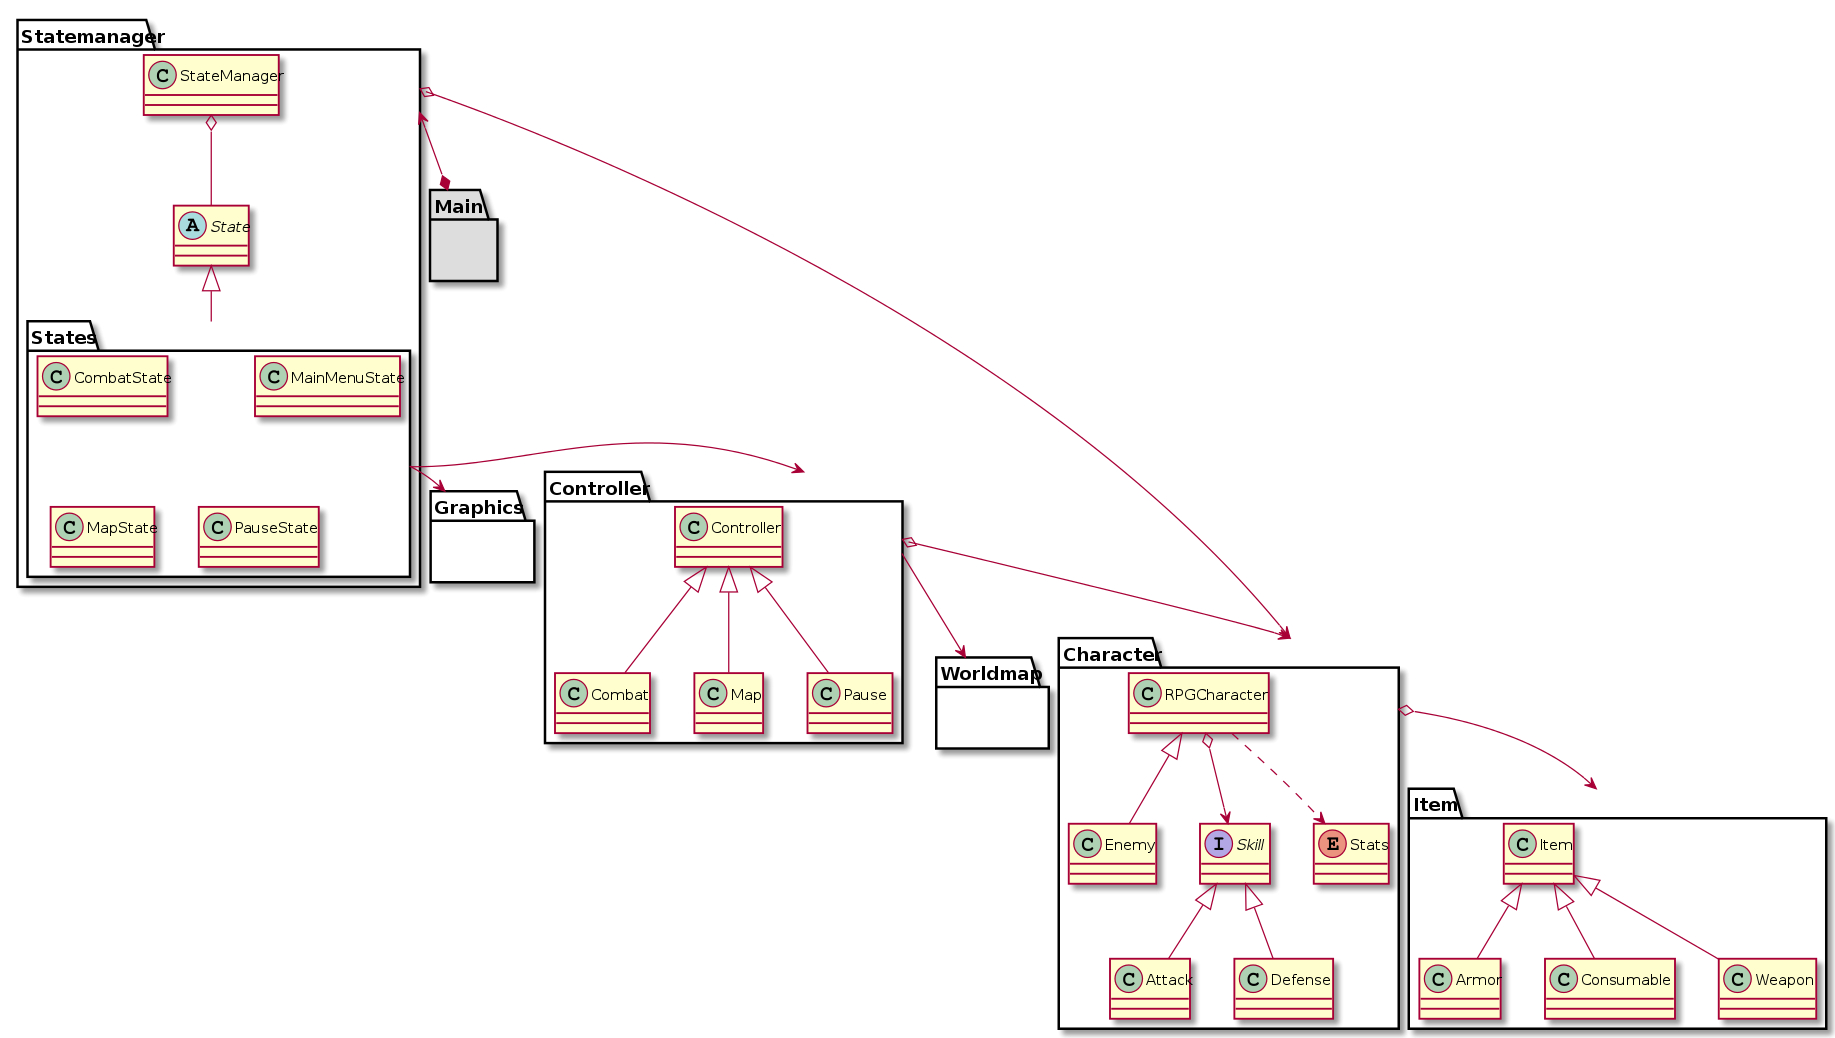 Statemanager
C StateManager
A State
Main
States
C CombatState
C MainMenuState
C MapState
C PauseState
Graphics
Controller
C Controller
C Combat
C Map
C Pause
Worldmap
Character
C RPGCharacter
C Enemy
I Skill
E Stats
C Attack
C Defense
Item
C Item
C Armor
C Consumable
C Weapon